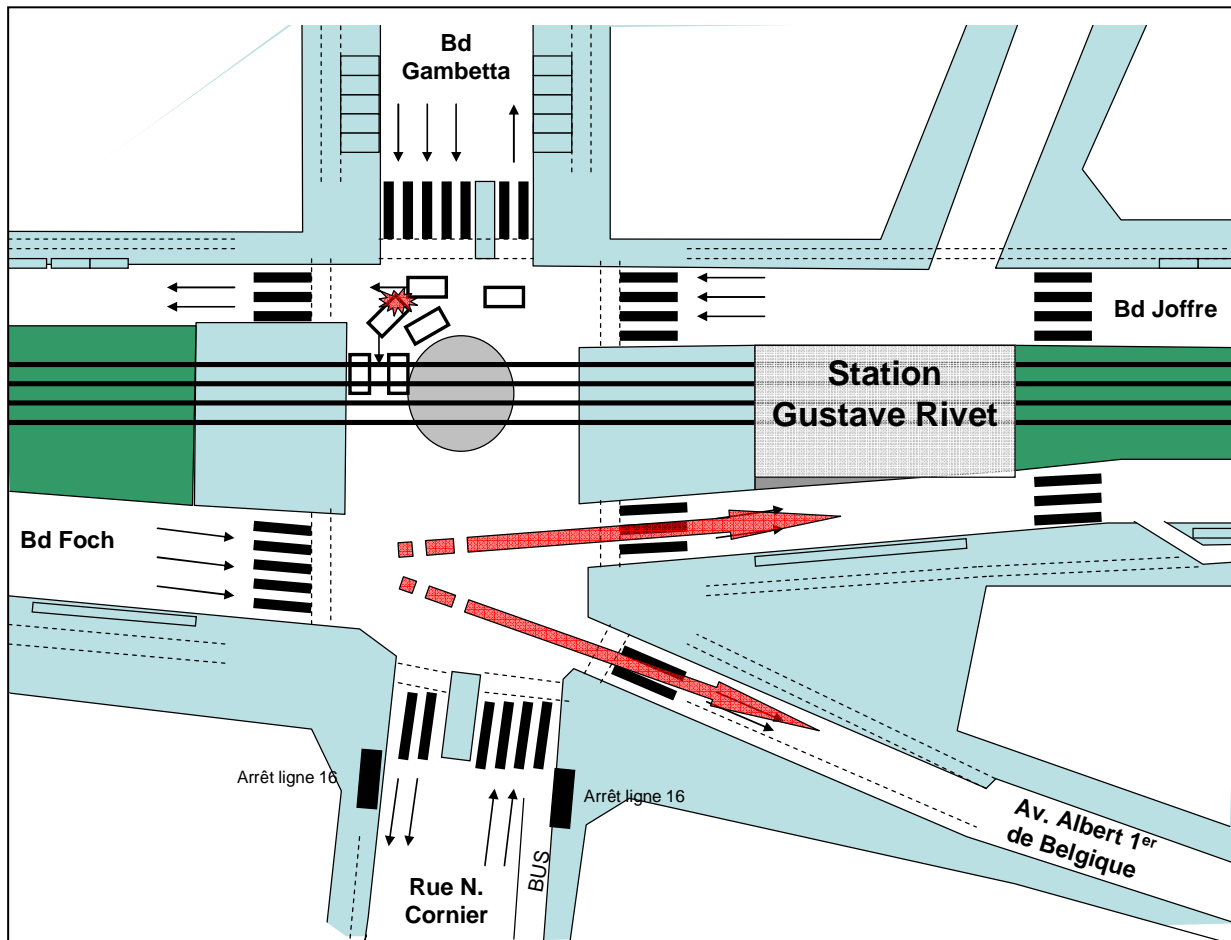 Bd
Gambetta
Bd Joffre
Station
Gustave Rivet
Bd Foch
Arrêt ligne 16
Arrêt ligne 16
BUS
Rue N.
Cornier
Av. Albert 1er
de Belgique